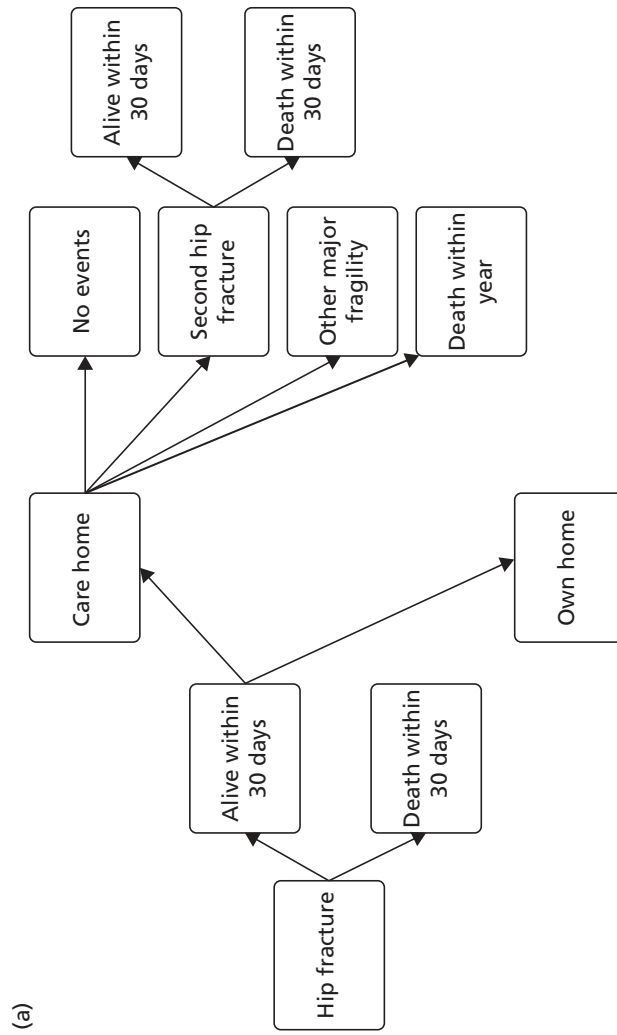 (a)
Hip fracture
Alive within
30 days
Death within
30 days
Care home
Own home
No events
Second hip
fracture
Other major
fragility
Death within
year
Alive within
30 days
Death within
30 days